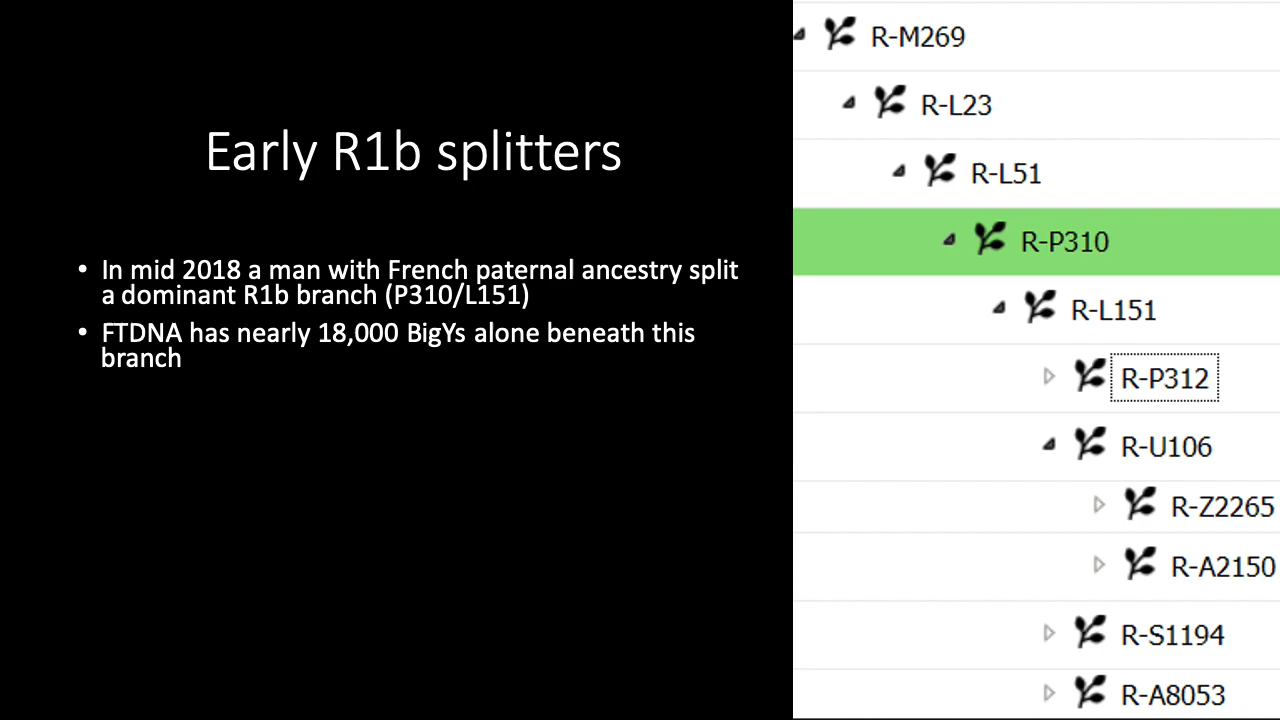 Early R1b splitters
• In mid 2018 a man with French paternal ancestry split
a dominant R1b branch (P310/L151)
• FTDNA has nearly 18,000 BigYs alone beneath this
branch
R-M269
R-L23
R-L51
R-P310
R-L151
R-P312
R-U106
R-Z2265
R-A2150
R-S1194
R-A8053